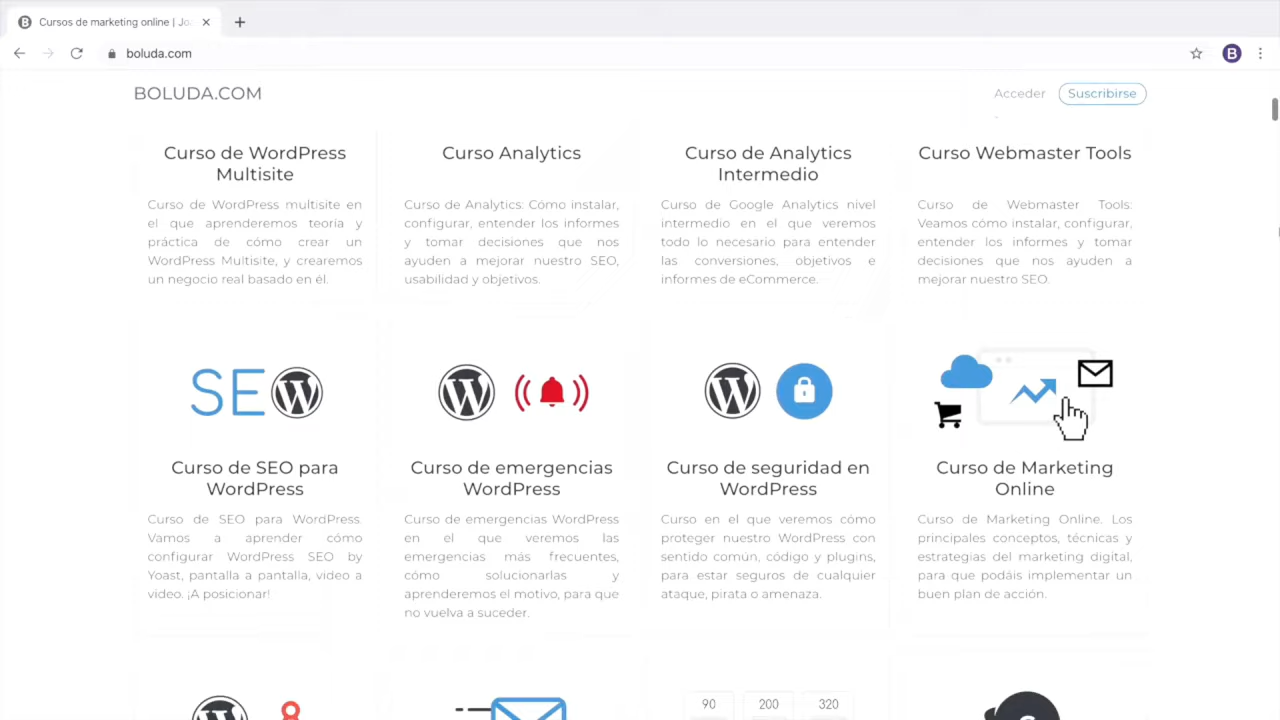 Cursos de marketing online | Jo
boluda.com
BOLUDA.COM
Acceder
Suscribirse
Curso de WordPress
Multisite
Curso de WordPress multisite en
el que aprenderemos teoría y
práctica de cómo crear un
WordPress Multisite, y crearemos
un negocio real basado en él.
Curso Analytics
Curso de Analytics: Cómo instalar,
configurar, entender los informes
y tomar decisiones que nos
ayuden a mejorar nuestro SEO,
usabilidad y objetivos.
Curso de Analytics
Intermedio
Curso de Google Analytics nivel
intermedio en el que veremos
todo lo necesario para entender
las conversiones, objetivos e
informes de eCommerce.
Curso Webmaster Tools
Curso de Webmaster Tools:
Veamos cómo instalar, configurar,
entender los informes y tomar
decisiones que nos ayuden a
mejorar nuestro SEO.
SE
Curso de SEO para
WordPress
Curso de SEO para WordPress.
Vamos a aprender cómo
configurar WordPress SEO by
Yoast, pantalla a pantalla, video a
video. ¡A posicionar!
Curso de emergencias
WordPress
Curso de emergencias WordPress
en el que veremos las
emergencias más frecuentes,
cómo solucionarlas y
aprenderemos el motivo, para que
no vuelva a suceder.
Curso de seguridad en
WordPress
Curso en el que veremos cómo
proteger nuestro WordPress con
sentido común, código y plugins,
para estar seguros de cualquier
ataque, pirata o amenaza.
Curso de Marketing
Online
Curso de Marketing Online. Los
principales conceptos, técnicas y
estrategias del marketing digital,
para que podáis implementar un
buen plan de acción.
90 200 320